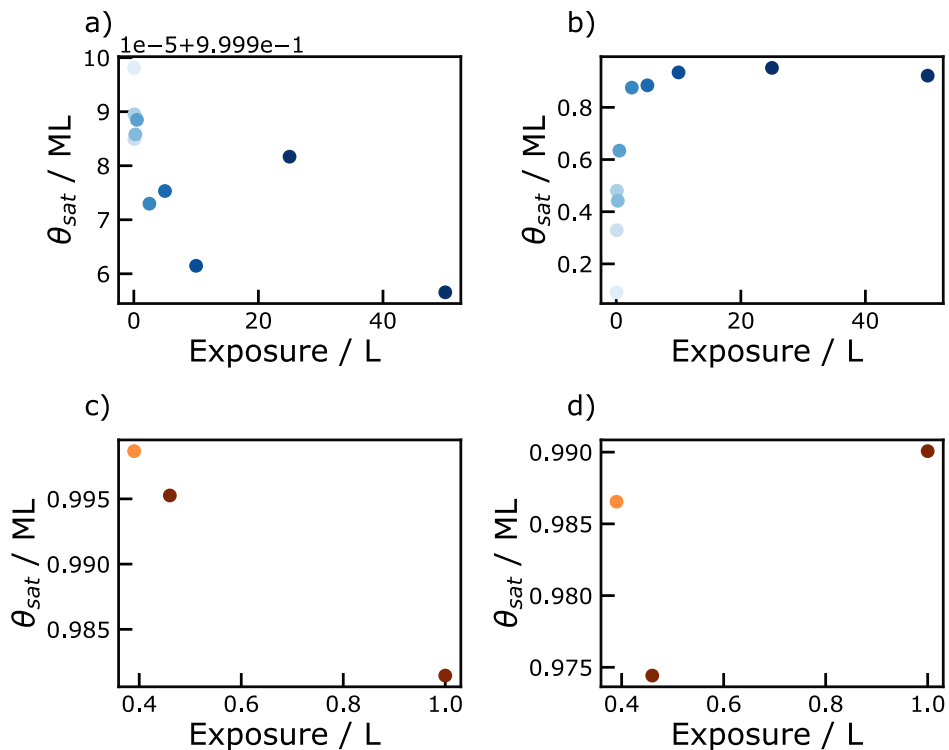 a)
1e−5+9.999e−1
10
9
8
7
6
θsat / ML
0 20 40
Exposure / L
b)
0.8
0.6
0.4
0.2
θsat / ML
0 20 40
Exposure / L
c)
0.995
0.990
0.985
θsat / ML
0.4 0.6 0.8 1.0
Exposure / L
d)
0.990
0.985
0.980
0.975
θsat / ML
0.4 0.6 0.8 1.0
Exposure / L